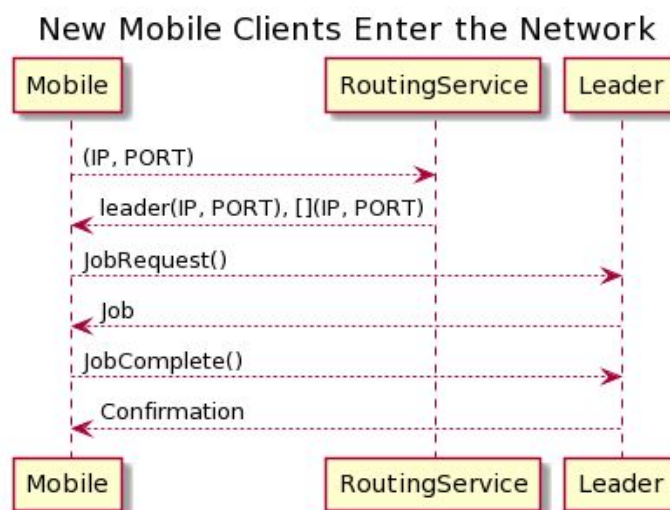 New Mobile Clients Enter the Network
Mobile RoutingService Leader
(IP, PORT)
leader(IP, PORT), [](IP, PORT)
JobRequest()
Job
JobComplete()
Confirmation
Mobile RoutingService Leader